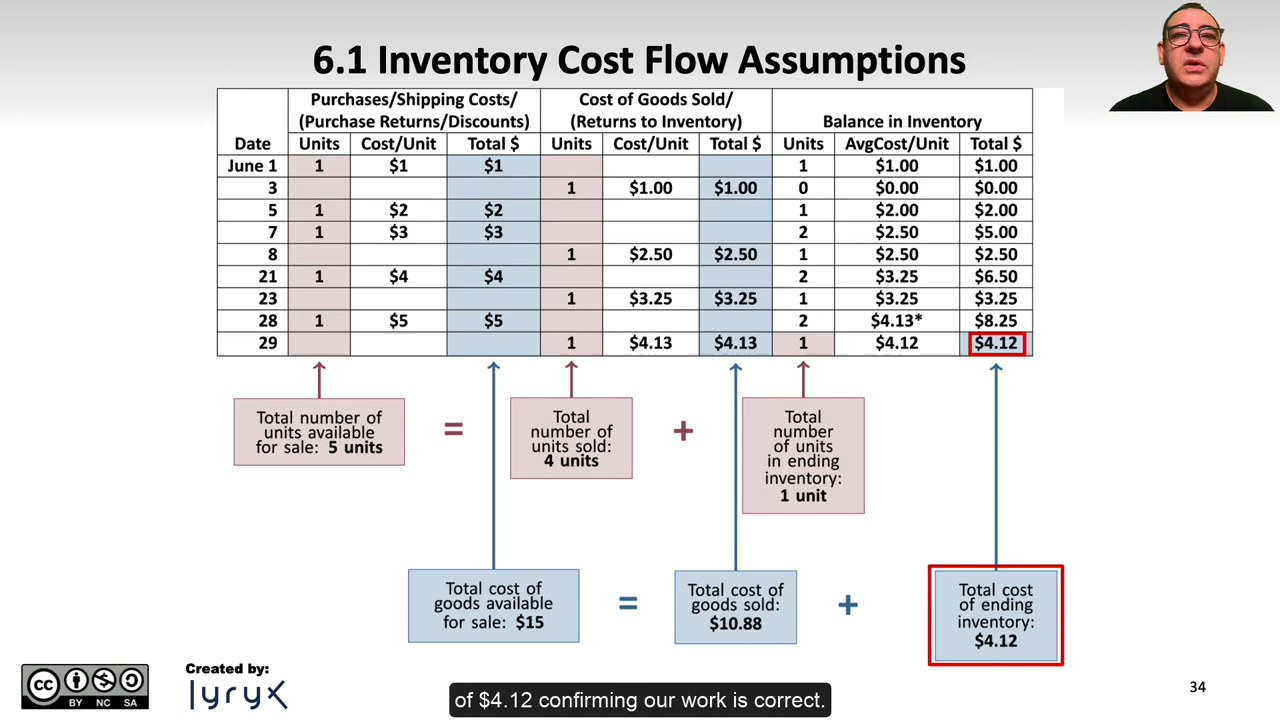 6.1 Inventory Cost Flow Assumptions
Purchases/Shipping Costs/ Cost of Goods Sold/
(Purchase Returns/Discounts) (Returns to Inventory) Balance in Inventory
Date Units Cost/Unit Total $ Units Cost/Unit Total $ Units AvgCost/Unit Total $
June 1 1 $1 $1 1 $1.00 $1.00
3 1 $1.00 $1.00 0 $0.00 $0.00
5 1 $2 $2 1 $2.00 $2.00
7 1 $3 $3 2 $2.50 $5.00
8 1 $2.50 $2.50 1 $2.50 $2.50
21 1 $4 $4 2 $3.25 $6.50
23 1 $3.25 $3.25 1 $3.25 $3.25
28 1 $5 $5 2 $4.13* $8.25
29 1 $4.13 $4.13 1 $4.12 $4.12
Total number of
units available
for sale: 5 units
=
Total
number of
units sold:
4 units
+
Total
number
of units
in ending
inventory:
1 unit
Total cost of
goods available
for sale: $15
=
Total cost of
goods sold:
$10.88
+
Total cost
of ending
inventory:
$4.12
cc BY NC SA
Created by:
lyryx
of $4.12 confirming our work is correct.
34